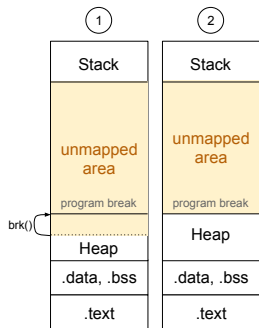 1
2
Stack
Stack
unmapped
area
unmapped
area
program break
program break
brk()
Heap
Heap
.data, .bss
.data, .bss
.text
.text